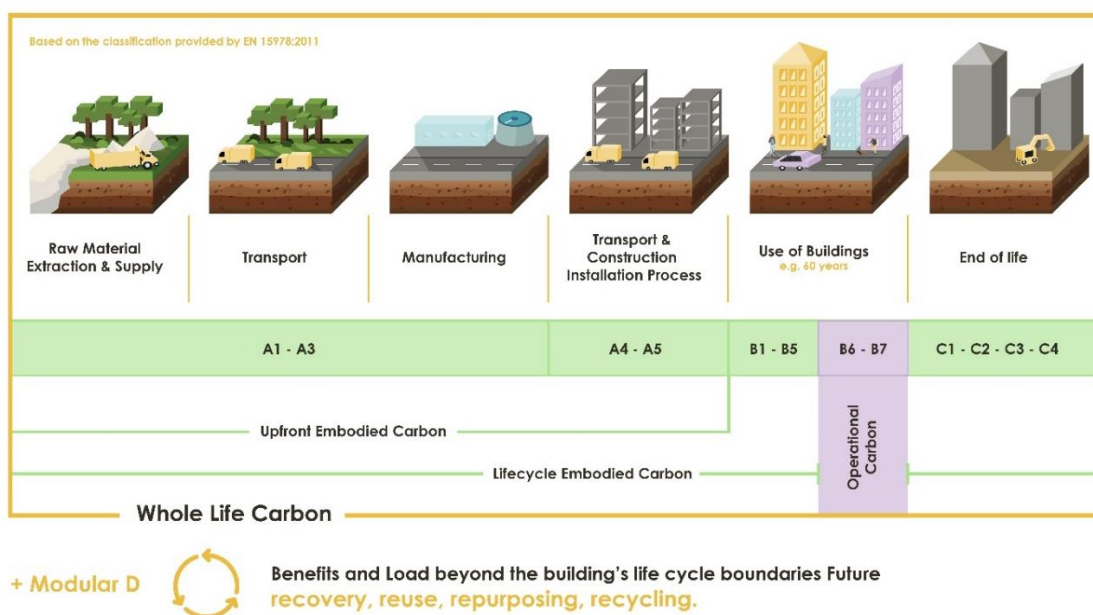 Based on the classification provided by EN 15978:2011
Raw Material
Extraction & Supply
Transport
Manufacturing
Transport &
Construction
Installation Process
Use of Buildings
e.g. 60 years
End of life
A1 - A3
A4 - A5
B1 - B5
B6 - B7
C1 - C2 - C3 - C4
Upfront Embodied Carbon
Lifecycle Embodied Carbon
Operational
Carbon
Whole Life Carbon
+ Modular D
Benefits and Load beyond the building's life cycle boundaries Future
recovery, reuse, repurposing, recycling.